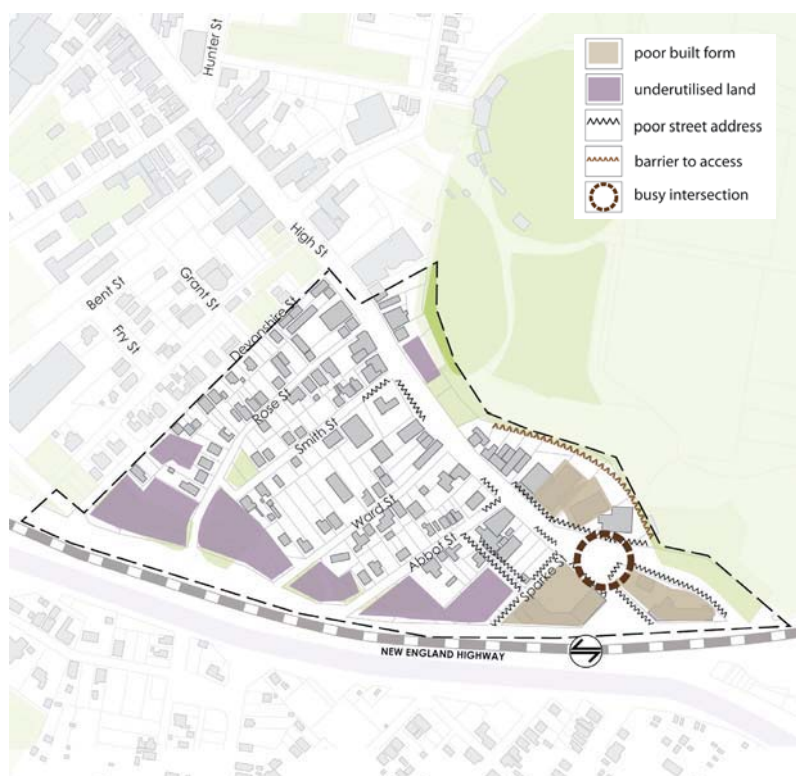 Hunter St
poor built form
underutilised land
poor street address
barrier to access
busy intersection
High St
Bent St
Grant St
Fry St
Devonshire St
Rose St
Smith St
Ward St
Abbot St
Sparke St
NEW ENGLAND HIGHWAY